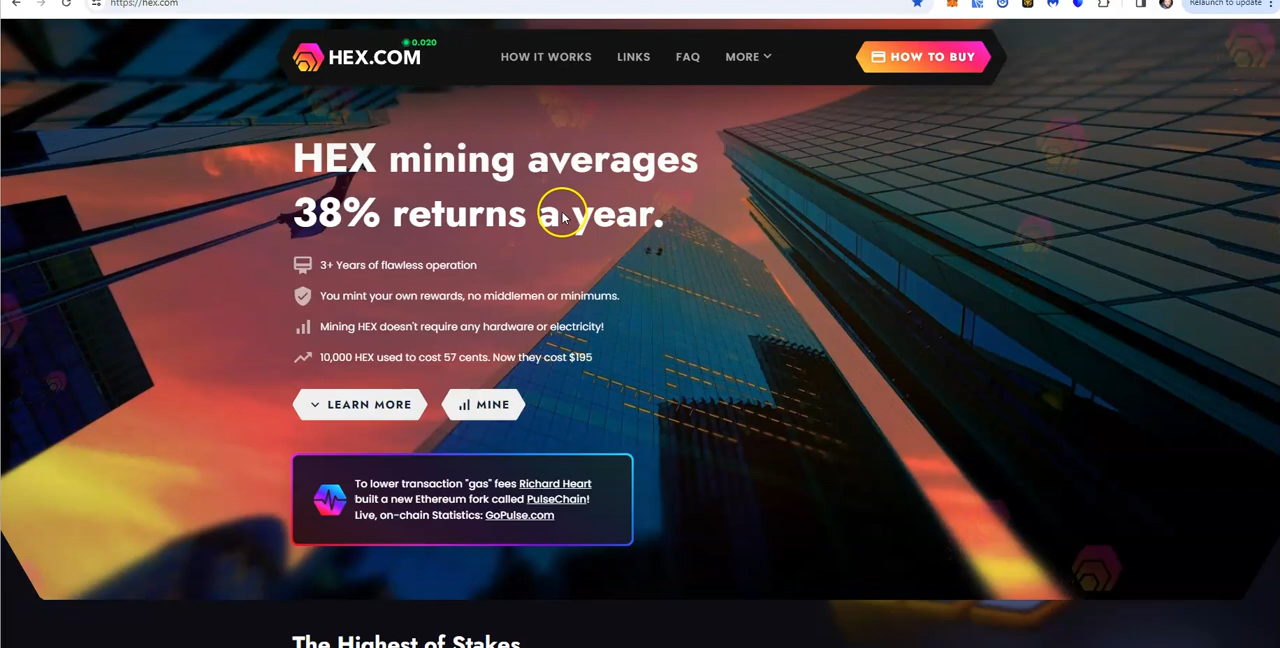 https://hex.com
Relaunch to update
0.020
HEX.COM
HOW IT WORKS
LINKS
FAQ
MORE
HOW TO BUY
HEX mining averages
38% returns a year.
3+ Years of flawless operation
You mint your own rewards, no middlemen or minimums.
Mining HEX doesn't require any hardware or electricity!
10,000 HEX used to cost 57 cents. Now they cost $195
LEARN MORE
MINE
To lower transaction "gas" fees Richard Heart
built a new Ethereum fork called PulseChain!
Live, on-chain Statistics: GoPulse.com
The Highest of Stakes